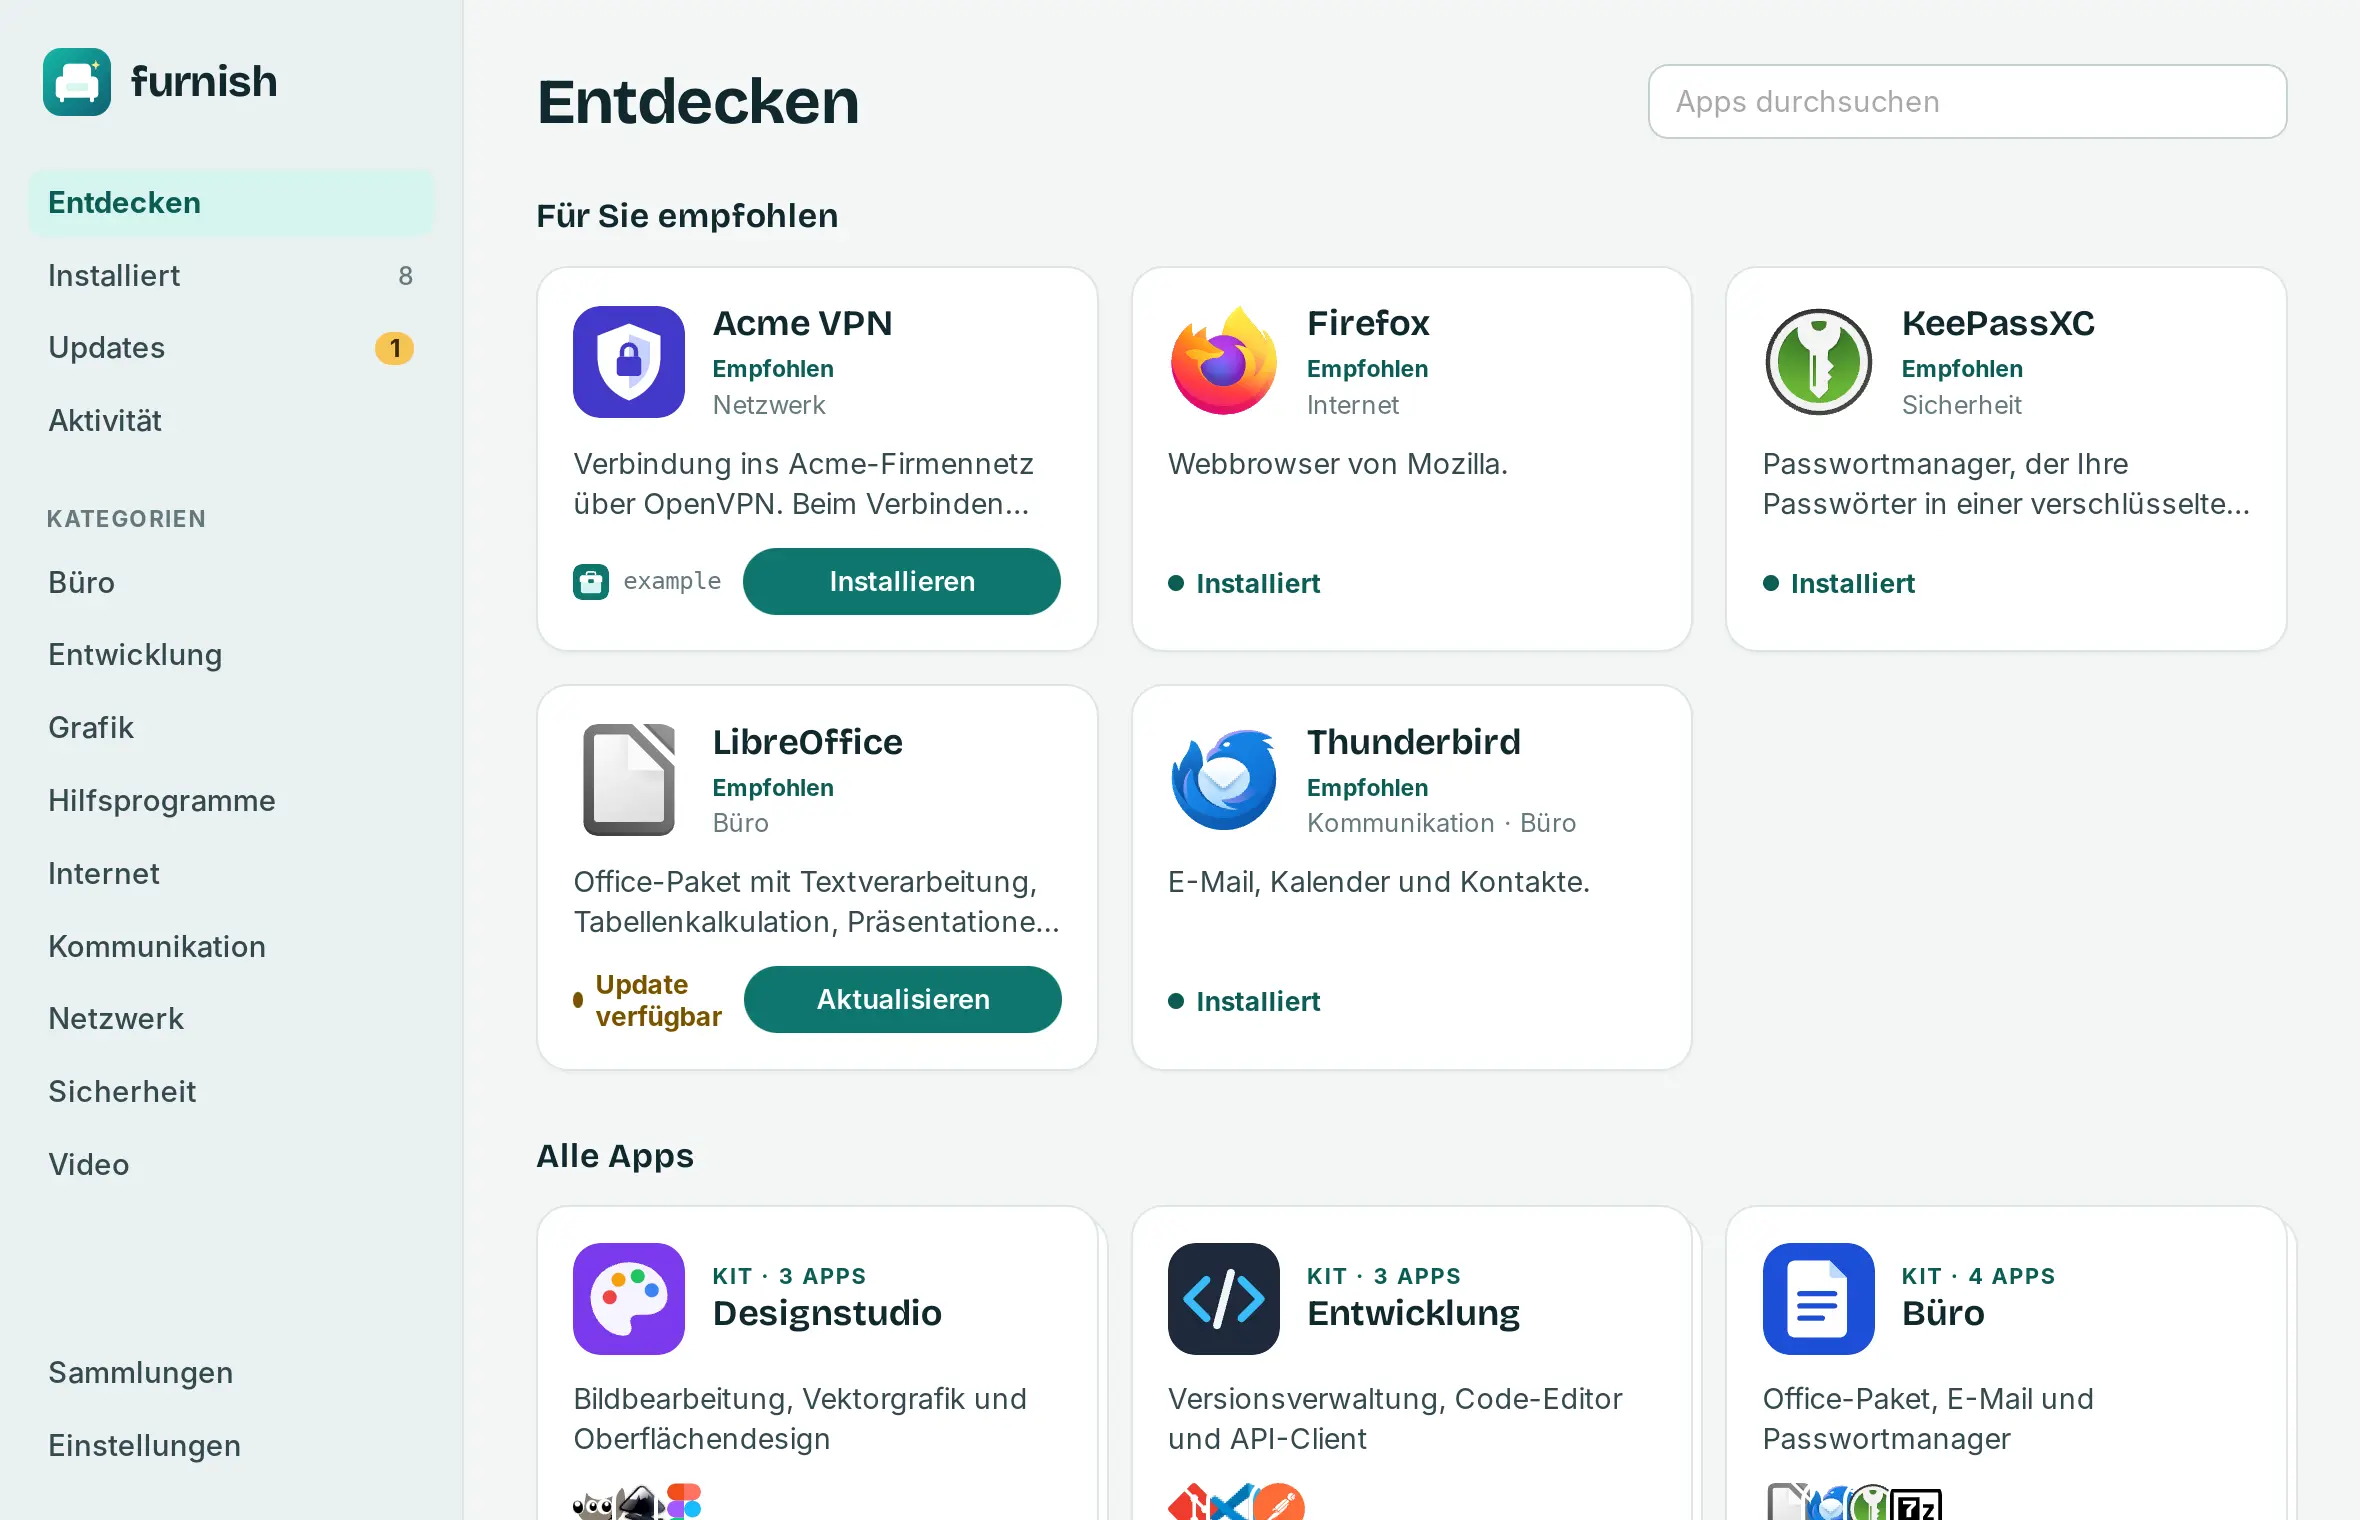 furnish
Entdecken
Installiert 8
Updates 1
Aktivität
KATEGORIEN
Büro
Entwicklung
Grafik
Hilfsprogramme
Internet
Kommunikation
Netzwerk
Sicherheit
Video
Sammlungen
Einstellungen
Entdecken
Apps durchsuchen
Für Sie empfohlen
Acme VPN
Empfohlen
Netzwerk
Verbindung ins Acme-Firmennetz
über OpenVPN. Beim Verbinden...
example
Installieren
Firefox
Empfohlen
Internet
Webbrowser von Mozilla.
Installiert
KeePassXC
Empfohlen
Sicherheit
Passwortmanager, der Ihre
Passwörter in einer verschlüsselte...
Installiert
LibreOffice
Empfohlen
Büro
Office-Paket mit Textverarbeitung,
Tabellenkalkulation, Präsentatione...
Update
verfügbar
Aktualisieren
Thunderbird
Empfohlen
Kommunikation · Büro
E-Mail, Kalender und Kontakte.
Installiert
Alle Apps
KIT · 3 APPS
Designstudio
Bildbearbeitung, Vektorgrafik und
Oberflächendesign
KIT · 3 APPS
Entwicklung
Versionsverwaltung, Code-Editor
und API-Client
KIT · 4 APPS
Büro
Office-Paket, E-Mail und
Passwortmanager
7z